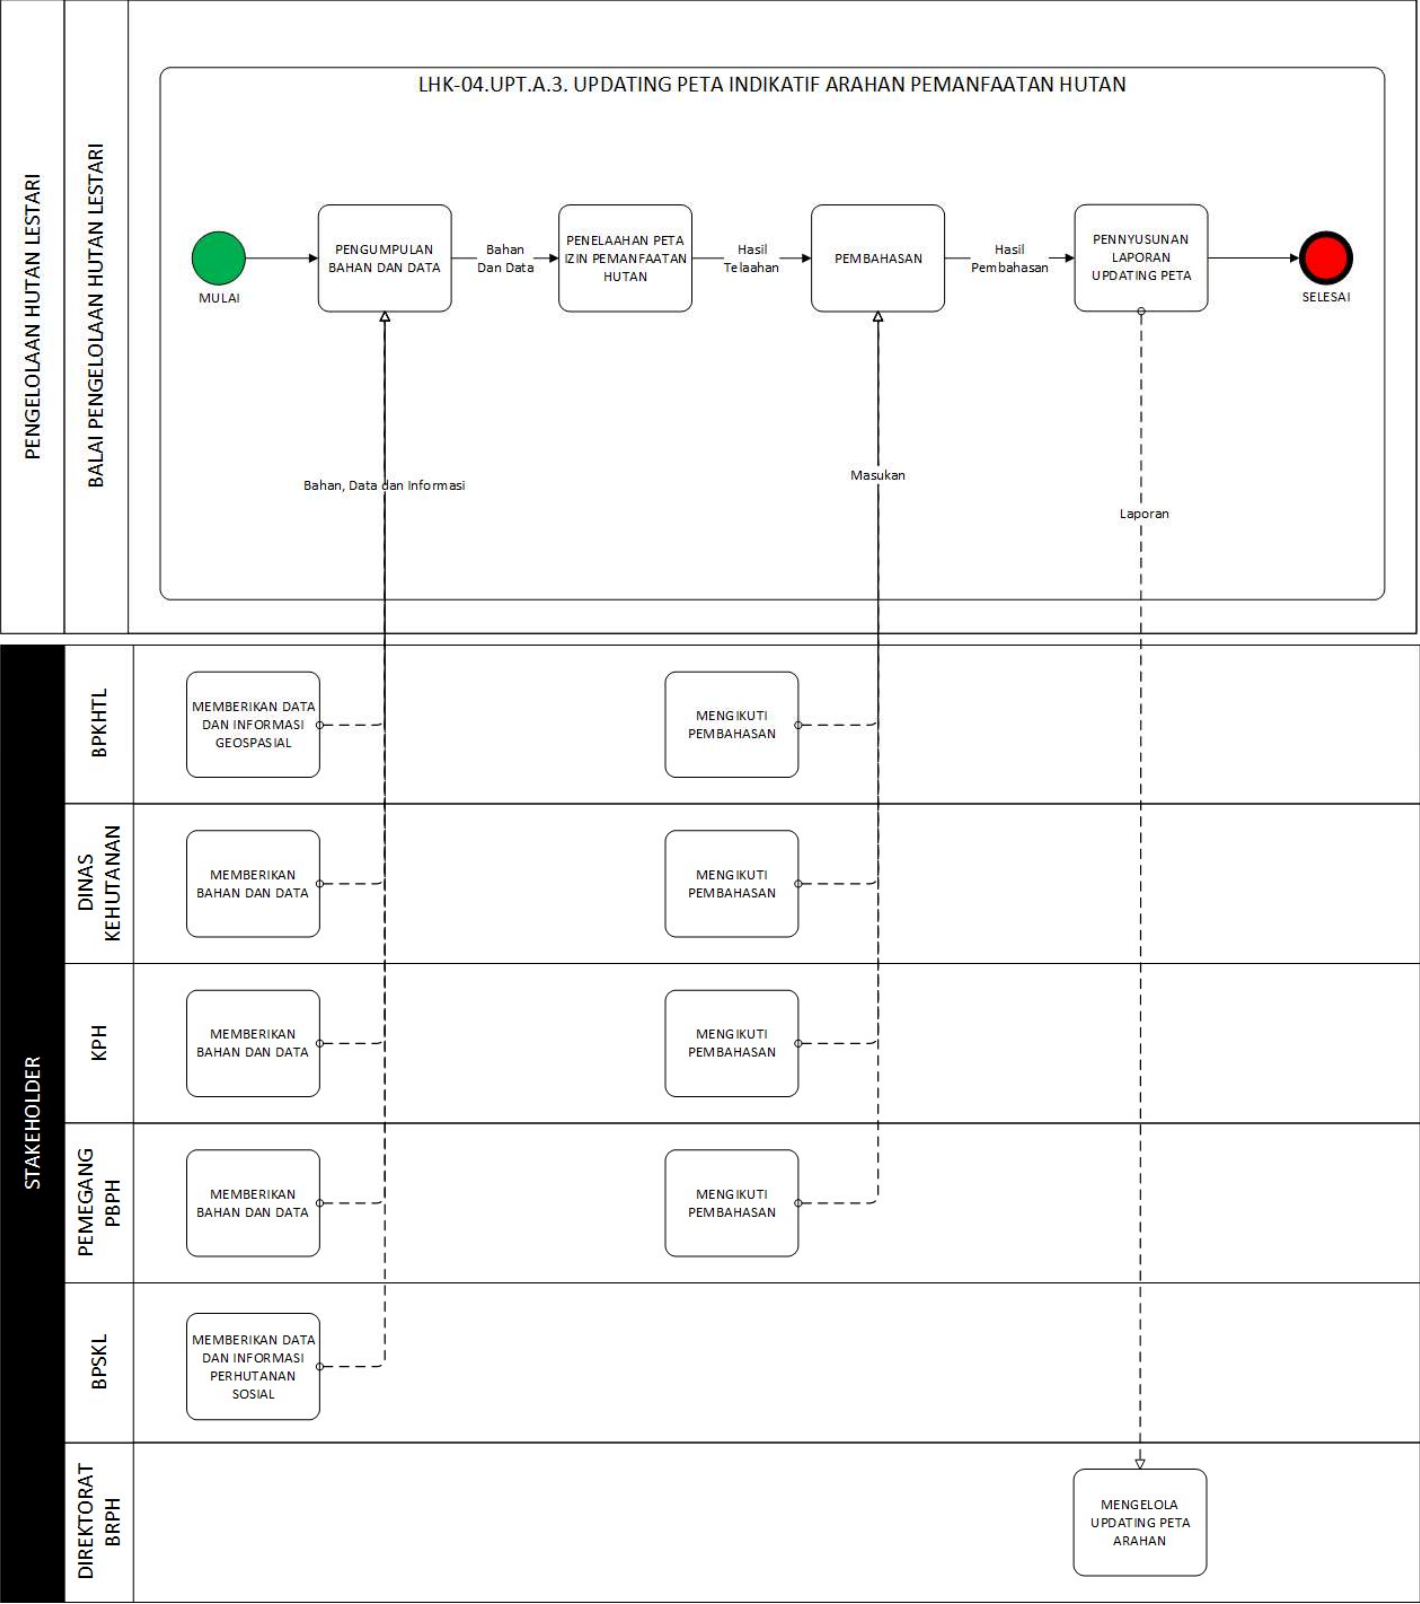 PENGELOLAAN HUTAN LESTARI
BALAI PENGELOLAAN HUTAN LESTARI
LHK-04.UPT.A.3. UPDATING PETA INDIKATIF ARAHAN PEMANFAATAN HUTAN
MULAI
PENGUMPULAN
BAHAN DAN DATA
Bahan
Dan Data
PENELAAHAN PETA
IZIN PEMANFAATAN
HUTAN
Hasil
Telaahan
PEMBAHASAN
Hasil
Pembahasan
PENNYUSUNAN
LAPORAN
UPDATING PETA
SELESAI
Bahan, Data dan Informasi
Masukan
Laporan
STAKEHOLDER
BPKHTL
MEMBERIKAN DATA
DAN INFORMASI
GEOSPASIAL
MENGIKUTI
PEMBAHASAN
DINAS
KEHUTANAN
MEMBERIKAN
BAHAN DAN DATA
MENGIKUTI
PEMBAHASAN
KPH
MEMBERIKAN
BAHAN DAN DATA
MENGIKUTI
PEMBAHASAN
PEMEGANG
PBPH
MEMBERIKAN
BAHAN DAN DATA
MENGIKUTI
PEMBAHASAN
BPSKL
MEMBERIKAN DATA
DAN INFORMASI
PERHUTANAN
SOSIAL
DIREKTORAT
BRPH
MENGELOLA
UPDATING PETA
ARAHAN